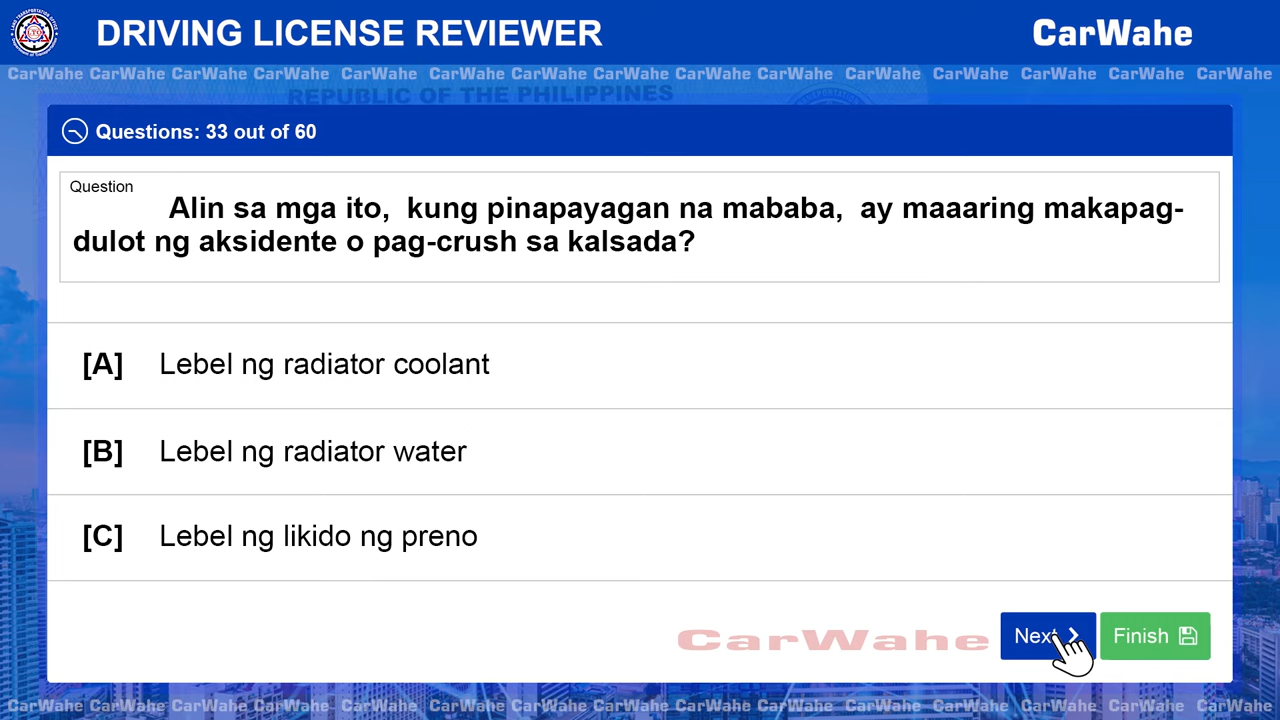 DRIVING LICENSE REVIEWER
CarWahe
CarWahe CarWahe CarWahe CarWahe CarWahe CarWahe CarWahe CarWahe CarWahe CarWahe CarWahe CarWahe CarWahe CarWahe CarWahe
REPUBLIC OF THE PHILIPPINES
Questions: 33 out of 60
Question
Alin sa mga ito, kung pinapayagan na mababa, ay maaaring makapag-
dulot ng aksidente o pag-crush sa kalsada?
[A] Lebel ng radiator coolant
[B] Lebel ng radiator water
[C] Lebel ng likido ng preno
CarWahe
Next
Finish
CarWahe CarWahe CarWahe CarWahe CarWahe CarWahe CarWahe CarWahe CarWahe CarWahe CarWahe CarWahe CarWahe CarWahe CarWahe